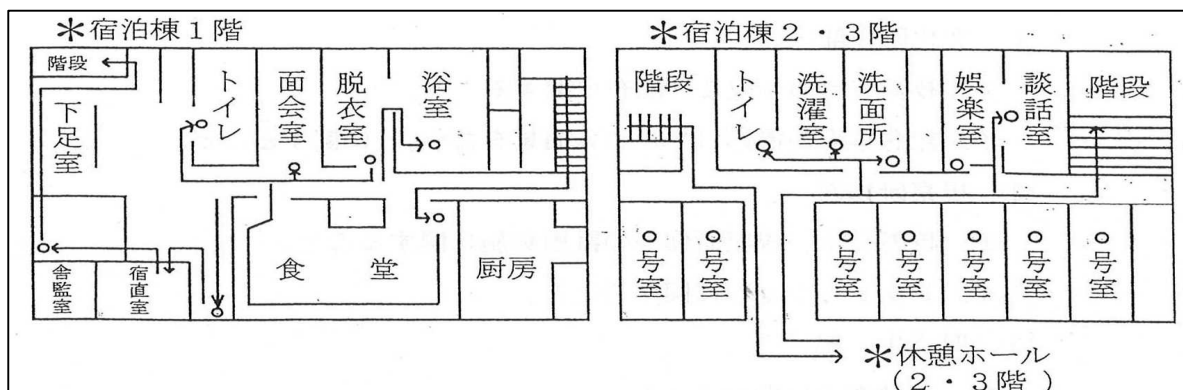 ＊宿泊棟１階
階段
下足室
トイレ
面会室
脱衣室
浴室
舎監室
宿直室
食堂
厨房
＊宿泊棟２・３階
階段
トイレ
洗濯室
洗面所
娯楽室
談話室
階段
○号室
○号室
○号室
○号室
○号室
○号室
○号室
＊休憩ホール
（２・３階）